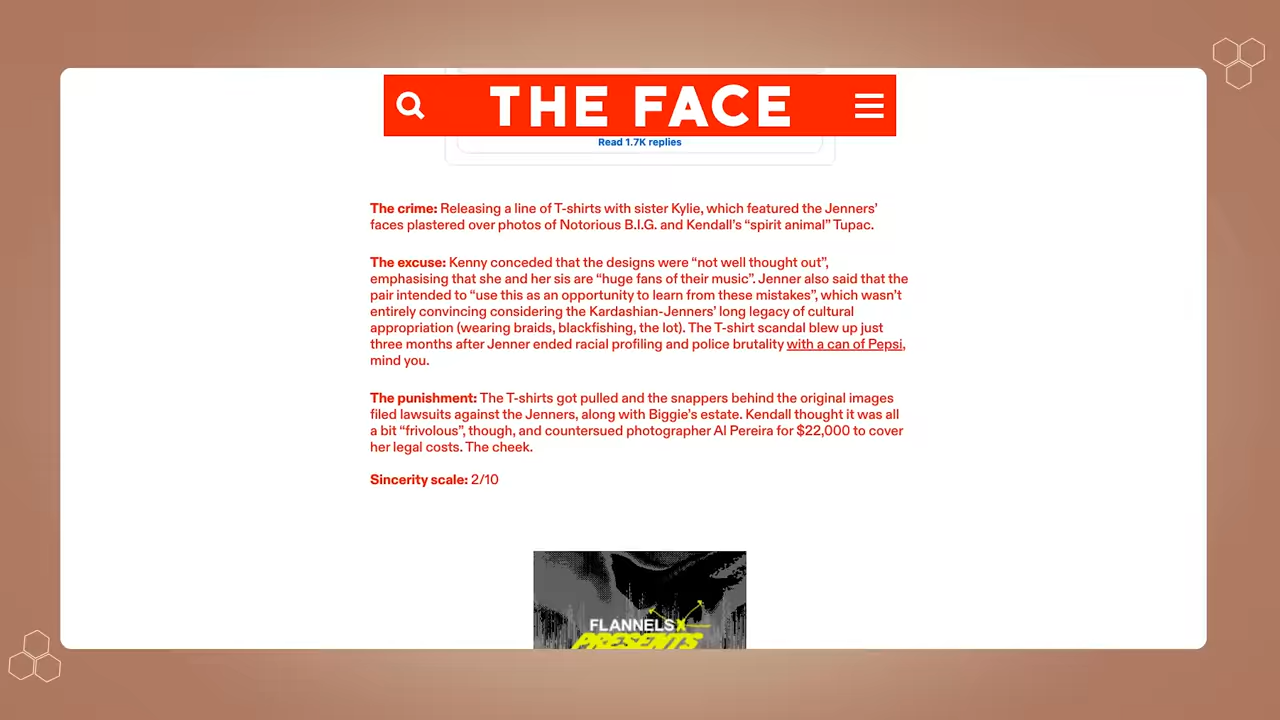 THE FACE
Read 1.7K replies
The crime: Releasing a line of T-shirts with sister Kylie, which featured the Jenners’
faces plastered over photos of Notorious B.I.G. and Kendall’s “spirit animal” Tupac.
The excuse: Kenny conceded that the designs were “not well thought out”,
emphasising that she and her sis are “huge fans of their music”. Jenner also said that the
pair intended to “use this as an opportunity to learn from these mistakes”, which wasn’t
entirely convincing considering the Kardashian-Jenners’ long legacy of cultural
appropriation (wearing braids, blackfishing, the lot). The T-shirt scandal blew up just
three months after Jenner ended racial profiling and police brutality with a can of Pepsi,
mind you.
The punishment: The T-shirts got pulled and the snappers behind the original images
filed lawsuits against the Jenners, along with Biggie’s estate. Kendall thought it was all
a bit “frivolous”, though, and countersued photographer Al Pereira for $22,000 to cover
her legal costs. The cheek.
Sincerity scale: 2/10
FLANNELSX
PRESENTS